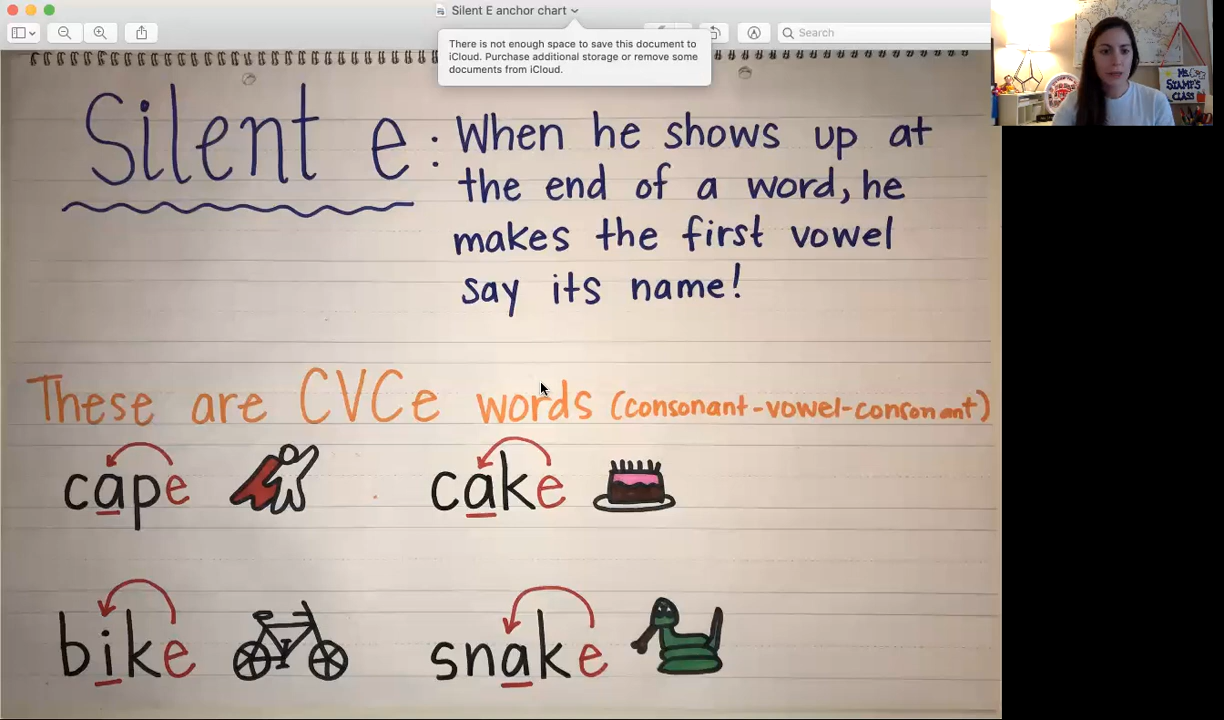 Silent E anchor chart
Search
There is not enough space to save this document to
iCloud. Purchase additional storage or remove some
documents from iCloud.
Silent e: When he shows up at
the end of a word, he
makes the first vowel
say its name!
These are CVCe words (consonant-vowel-consonant)
cape
cake
bike
snake
STAMP'S
CLASS